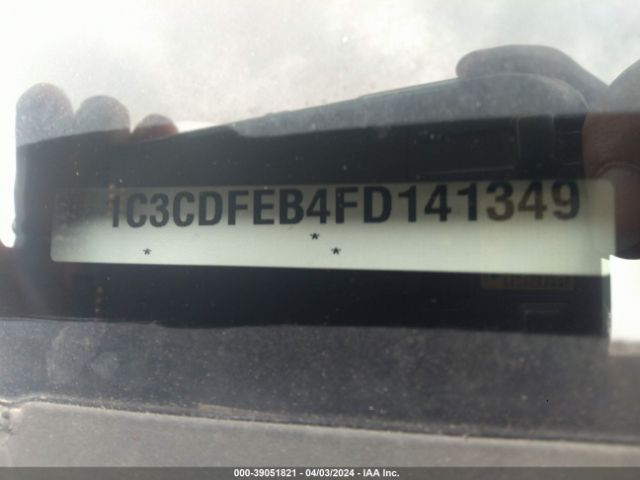 1C3CDFEB4FD141349
*
* *
000-39051821 - 04/03/2024 - IAA Inc.